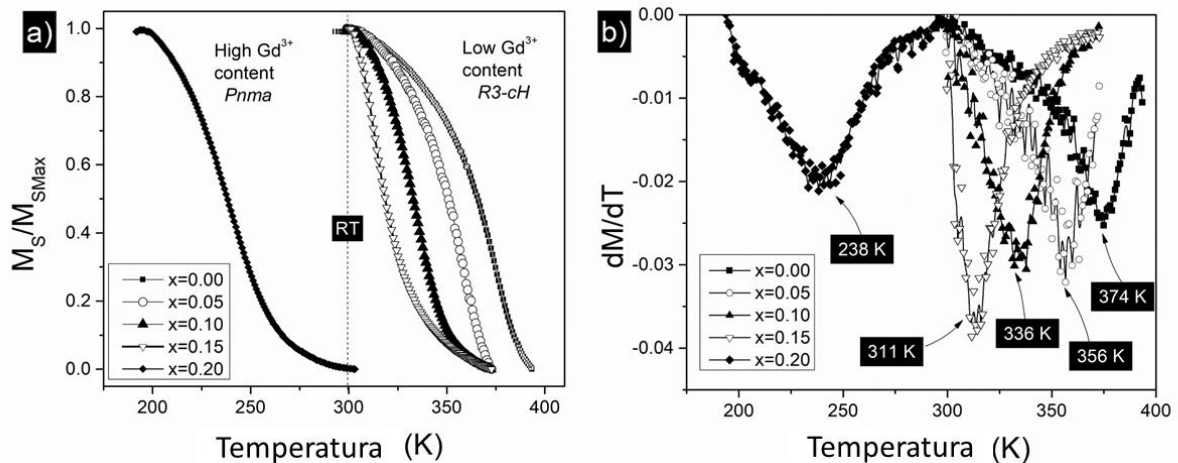 a)
High Gd³⁺
content
Pnma
Low Gd³⁺
content
R3-cH
RT
x=0.00
x=0.05
x=0.10
x=0.15
x=0.20
M_S/M_SMax
1.0
0.8
0.6
0.4
0.2
0.0
200
250
300
350
400
Temperatura (K)
b)
dM/dT
0.00
-0.01
-0.02
-0.03
-0.04
238 K
311 K
336 K
356 K
374 K
x=0.00
x=0.05
x=0.10
x=0.15
x=0.20
200
250
300
350
400
Temperatura (K)